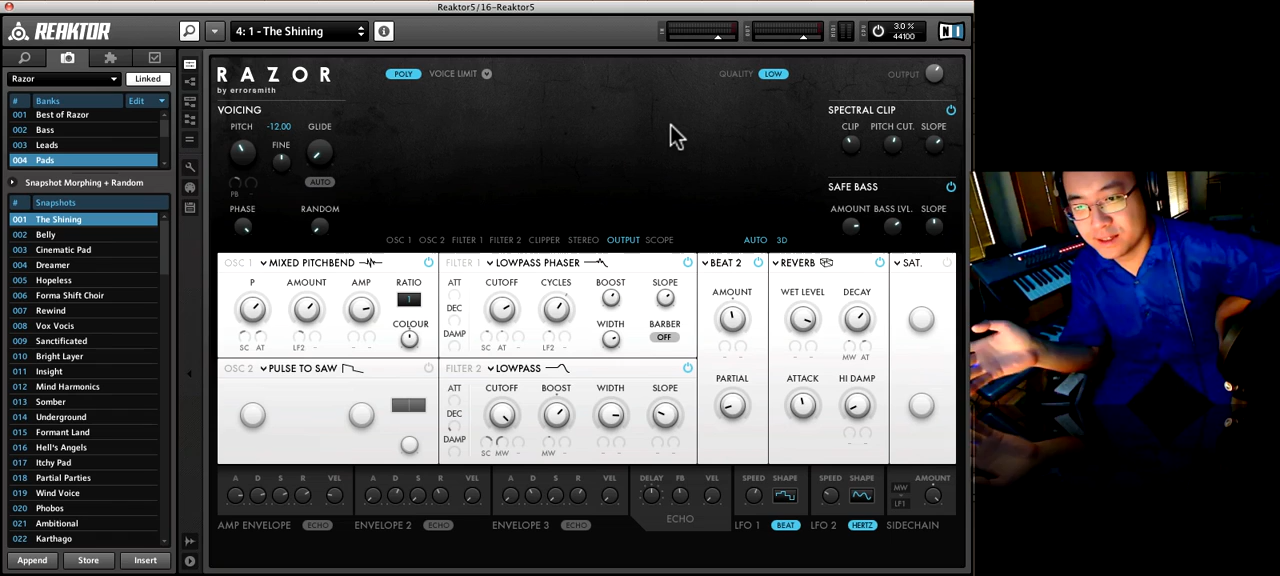 Reaktor5/16-Reaktor5
REAKTOR
4: 1 - The Shining
3.0 %
44100
Razor
Linked
# Banks Edit
001 Best of Razor
002 Bass
003 Leads
004 Pads
Snapshot Morphing + Random
# Snapshots
001 The Shining
002 Belly
003 Cinematic Pad
004 Dreamer
005 Hopeless
006 Forma Shift Choir
007 Rewind
008 Vox Vocis
009 Sanctificated
010 Bright Layer
011 Insight
012 Mind Harmonics
013 Somber
014 Underground
015 Formant Land
016 Hell's Angels
017 Itchy Pad
018 Partial Parties
019 Wind Voice
020 Phobos
021 Ambitional
022 Karthago
Append Store Insert
RAZOR
by errorsmith
POLY VOICE LIMIT
QUALITY LOW
OUTPUT
VOICING
PITCH -12.00 GLIDE
FINE
AUTO
PB
PHASE RANDOM
SPECTRAL CLIP
CLIP PITCH CUT. SLOPE
SAFE BASS
AMOUNT BASS LVL. SLOPE
OSC 1 OSC 2 FILTER 1 FILTER 2 CLIPPER STEREO OUTPUT SCOPE AUTO 3D
OSC 1 MIXED PITCHBEND
P AMOUNT AMP RATIO
1
COLOUR
SC AT LF2
OSC 2 PULSE TO SAW
FILTER 1 LOWPASS PHASER
ATT CUTOFF CYCLES BOOST SLOPE
DEC
DAMP
WIDTH BARBER
OFF
SC AT LF2
FILTER 2 LOWPASS
ATT CUTOFF BOOST WIDTH SLOPE
DEC
DAMP
SC MW MW
BEAT 2
AMOUNT
PARTIAL
REVERB
WET LEVEL DECAY
MW AT
ATTACK HI DAMP
SAT.
A D S R VEL
AMP ENVELOPE ECHO
A D S R VEL
ENVELOPE 2 ECHO
A D S R VEL
ENVELOPE 3 ECHO
DELAY FB VEL
ECHO
SPEED SHAPE
LFO 1 BEAT
SPEED SHAPE
LFO 2 HERTZ
MW AMOUNT
LF1
SIDECHAIN